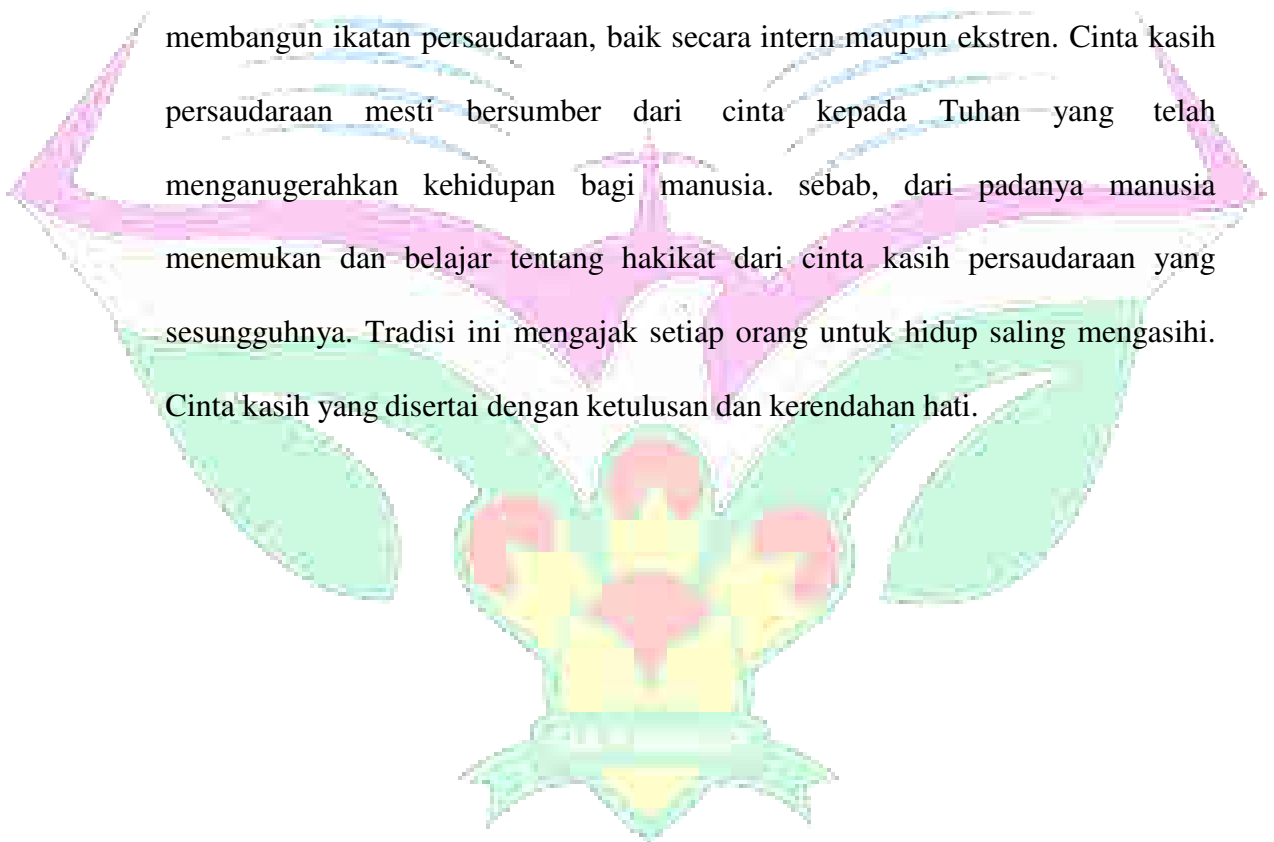 membangun ikatan persaudaraan, baik secara intern maupun ekstren. Cinta kasih
persaudaraan mesti bersumber dari cinta kepada Tuhan yang telah
menganugerahkan kehidupan bagi manusia. sebab, dari padanya manusia
menemukan dan belajar tentang hakikat dari cinta kasih persaudaraan yang
sesungguhnya. Tradisi ini mengajak setiap orang untuk hidup saling mengasihi.
Cinta kasih yang disertai dengan ketulusan dan kerendahan hati.